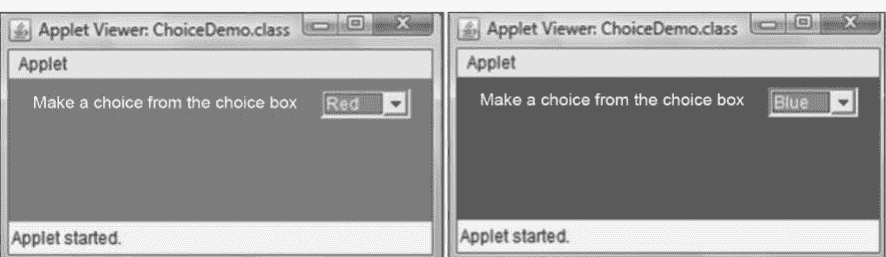 Applet Viewer: ChoiceDemo.class
Applet
Make a choice from the choice box Red
Applet started.
Applet Viewer: ChoiceDemo.class
Applet
Make a choice from the choice box Blue
Applet started.